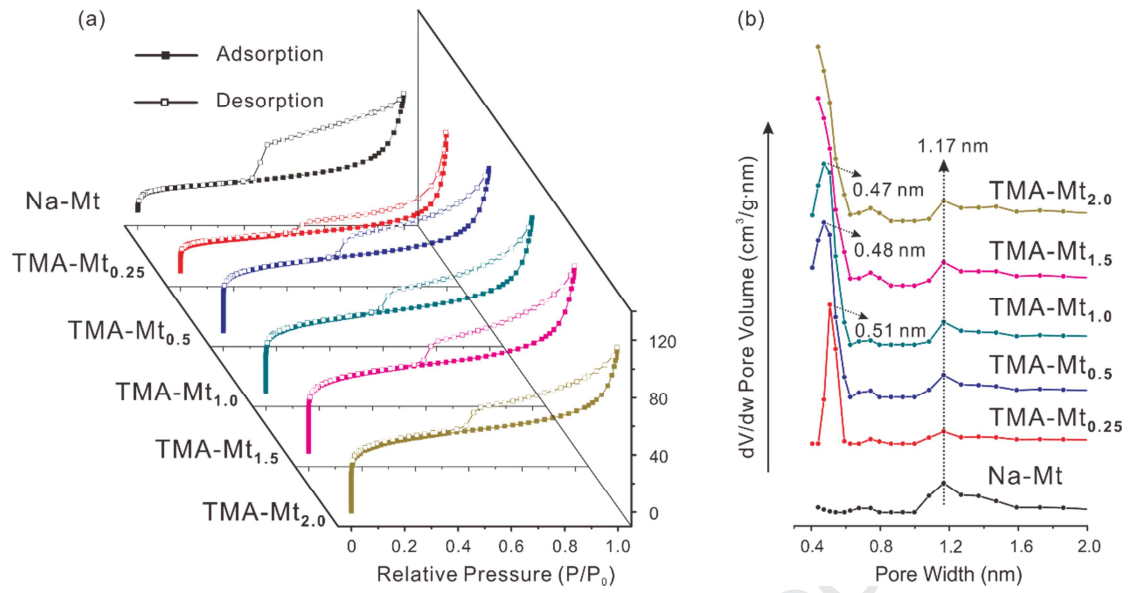 (a)
Adsorption
Desorption
Na-Mt
TMA-Mt0.25
TMA-Mt0.5
TMA-Mt1.0
TMA-Mt1.5
TMA-Mt2.0
120
80
40
0
0 0.2 0.4 0.6 0.8 1.0
Relative Pressure (P/P0)
(b)
dV/dw Pore Volume (cm3/g·nm)
1.17 nm
0.47 nm
0.48 nm
0.51 nm
TMA-Mt2.0
TMA-Mt1.5
TMA-Mt1.0
TMA-Mt0.5
TMA-Mt0.25
Na-Mt
0.4 0.8 1.2 1.6 2.0
Pore Width (nm)